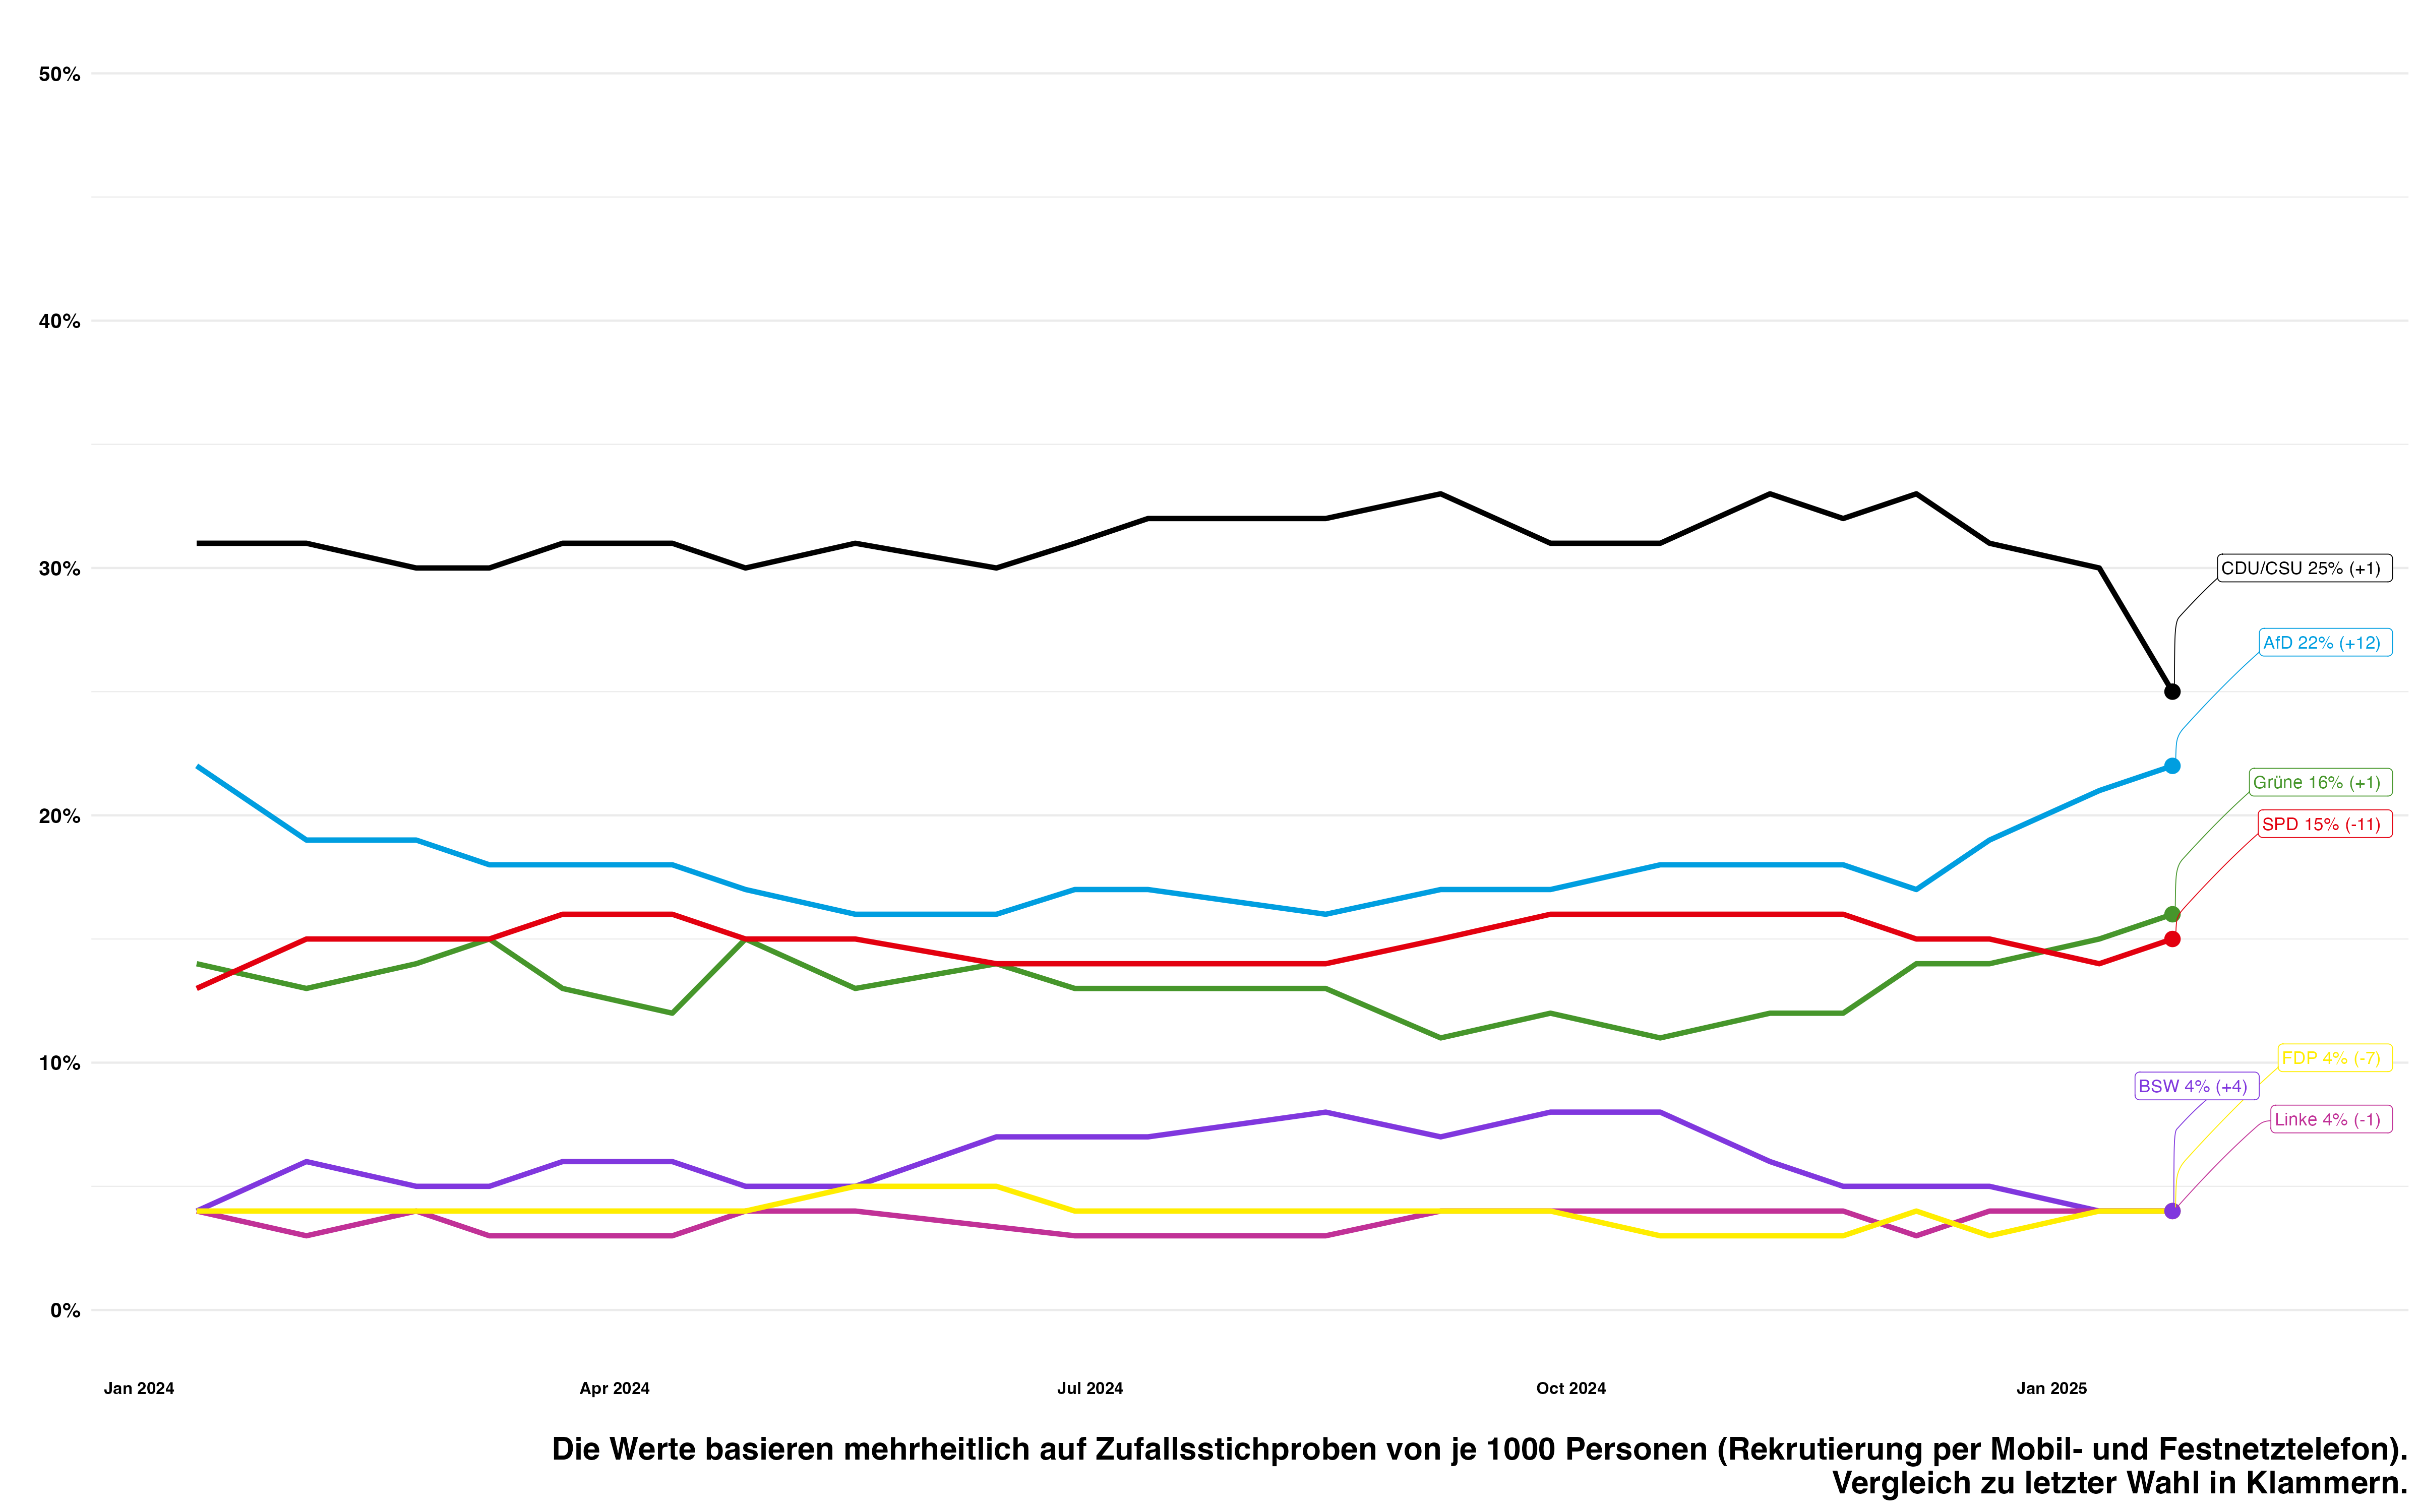 50%
40%
30%
20%
10%
0%
CDU/CSU 25% (+1)
AfD 22% (+12)
Grüne 16% (+1)
SPD 15% (-11)
FDP 4% (-7)
BSW 4% (+4)
Linke 4% (-1)
Jan 2024
Apr 2024
Jul 2024
Oct 2024
Jan 2025
Die Werte basieren mehrheitlich auf Zufallsstichproben von je 1000 Personen (Rekrutierung per Mobil- und Festnetztelefon).
Vergleich zu letzter Wahl in Klammern.